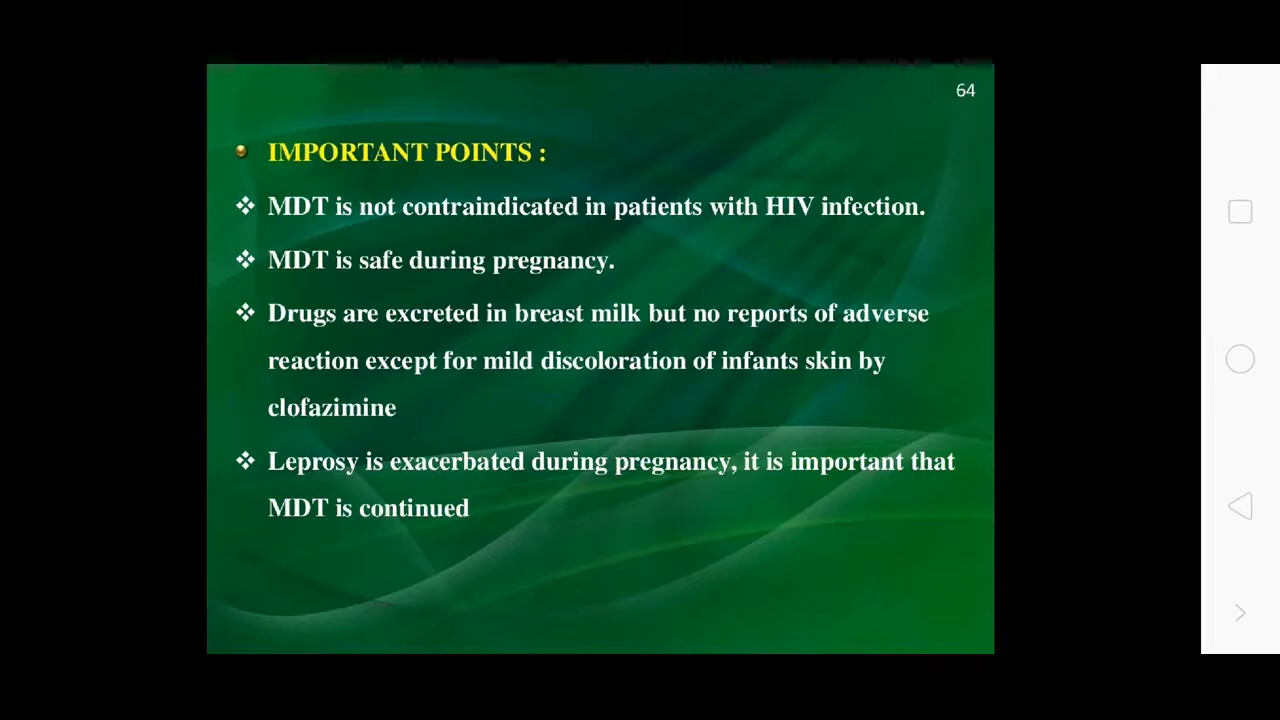 64
IMPORTANT POINTS :
❖ MDT is not contraindicated in patients with HIV infection.
❖ MDT is safe during pregnancy.
❖ Drugs are excreted in breast milk but no reports of adverse
reaction except for mild discoloration of infants skin by
clofazimine
❖ Leprosy is exacerbated during pregnancy, it is important that
MDT is continued